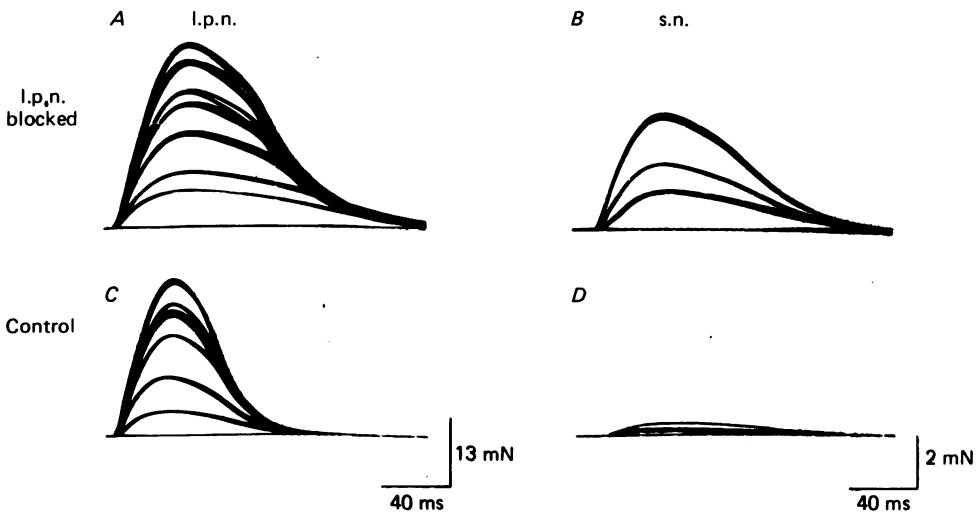 A l.p.n. B s.n.
l.p.n.
blocked
C D
Control
13 mN 2 mN
40 ms 40 ms